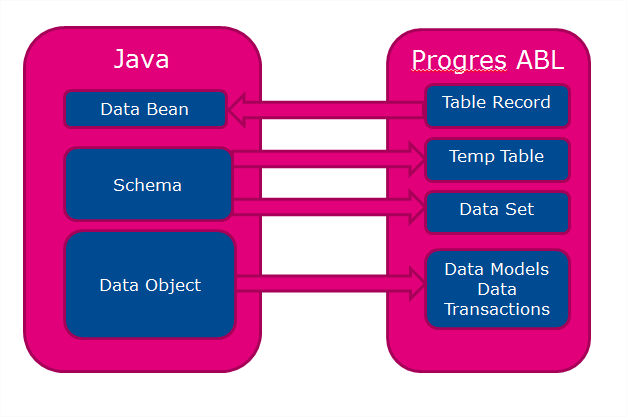 Java
Data Bean
Schema
Data Object
Progres ABL
Table Record
Temp Table
Data Set
Data Models
Data
Transactions